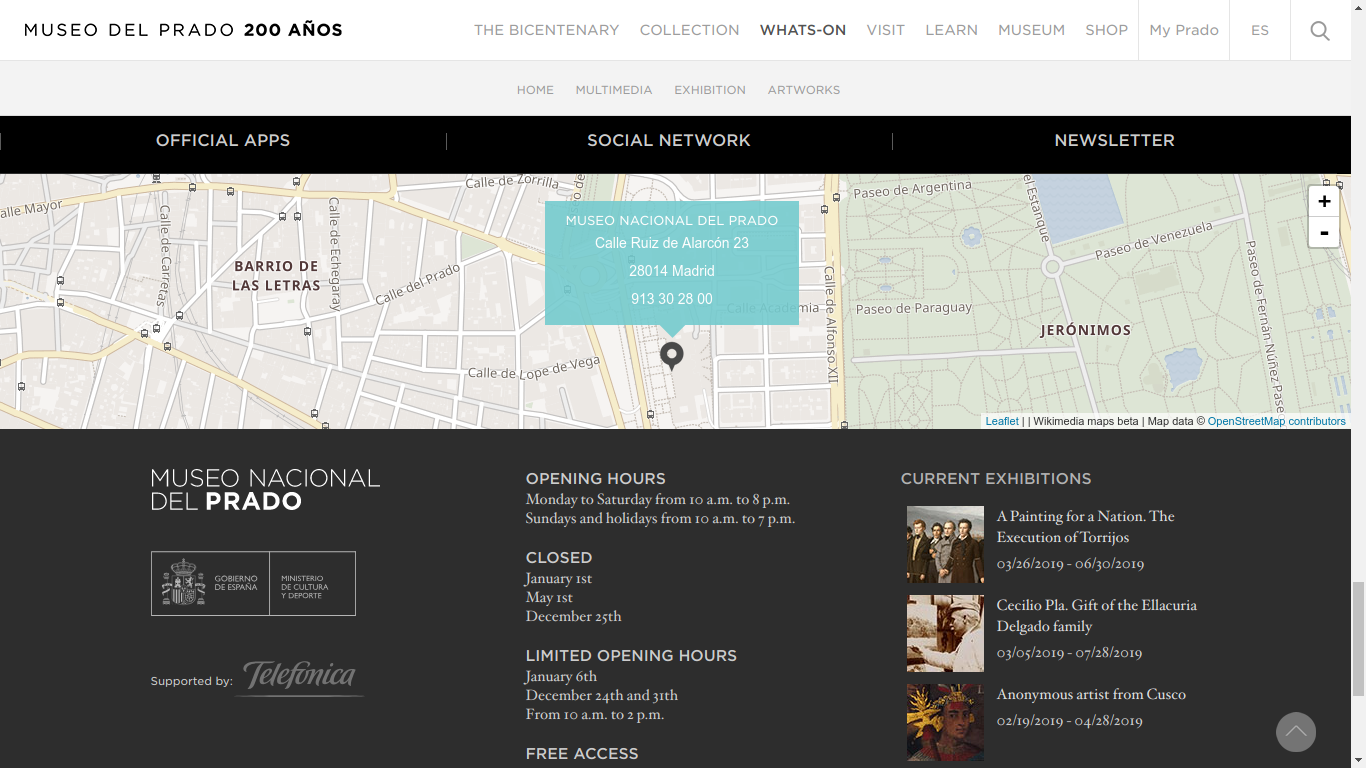 MUSEO DEL PRADO 200 AÑOS
THE BICENTENARY
COLLECTION
WHATS-ON
VISIT
LEARN
MUSEUM
SHOP
My Prado
ES
HOME
MULTIMEDIA
EXHIBITION
ARTWORKS
OFFICIAL APPS
SOCIAL NETWORK
NEWSLETTER
Calle de Zorrilla
alle Mayor
Calle de Carretas
Calle de Echegaray
BARRIO DE
LAS LETRAS
Calle del Prado
Calle de Lope de Vega
MUSEO NACIONAL DEL PRADO
Calle Ruiz de Alarcón 23
28014 Madrid
913 30 28 00
Calle Academia
Calle de Alfonso XII
Paseo de Argentina
el Estanque
Paseo de Venezuela
Paseo de Paraguay
JERÓNIMOS
Paseo de Fernán Núñez
Pase
+
-
Leaflet | | Wikimedia maps beta | Map data © OpenStreetMap contributors
MUSEO NACIONAL
DEL PRADO
GOBIERNO
DE ESPAÑA
MINISTERIO
DE CULTURA
Y DEPORTE
Supported by:
Telefónica
OPENING HOURS
Monday to Saturday from 10 a.m. to 8 p.m.
Sundays and holidays from 10 a.m. to 7 p.m.
CLOSED
January 1st
May 1st
December 25th
LIMITED OPENING HOURS
January 6th
December 24th and 31th
From 10 a.m. to 2 p.m.
FREE ACCESS
CURRENT EXHIBITIONS
A Painting for a Nation. The
Execution of Torrijos
03/26/2019 - 06/30/2019
Cecilio Pla. Gift of the Ellacuria
Delgado family
03/05/2019 - 07/28/2019
Anonymous artist from Cusco
02/19/2019 - 04/28/2019